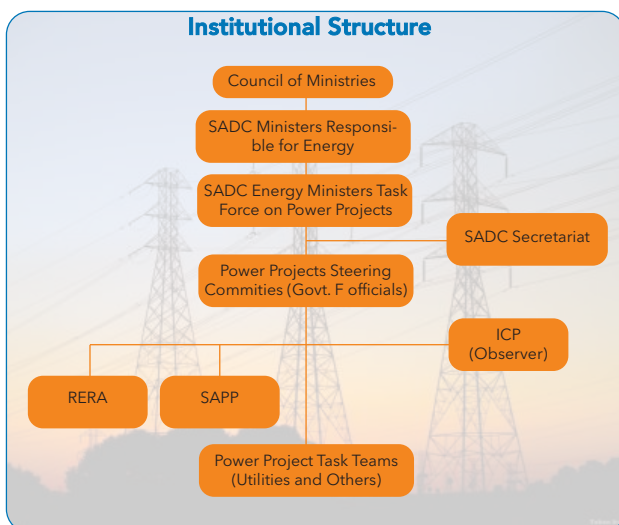 Institutional Structure
Council of Ministries
SADC Ministers Responsi-
ble for Energy
SADC Energy Ministers Task
Force on Power Projects
SADC Secretariat
Power Projects Steering
Commities (Govt. F officials)
ICP
(Observer)
RERA
SAPP
Power Project Task Teams
(Utilities and Others)